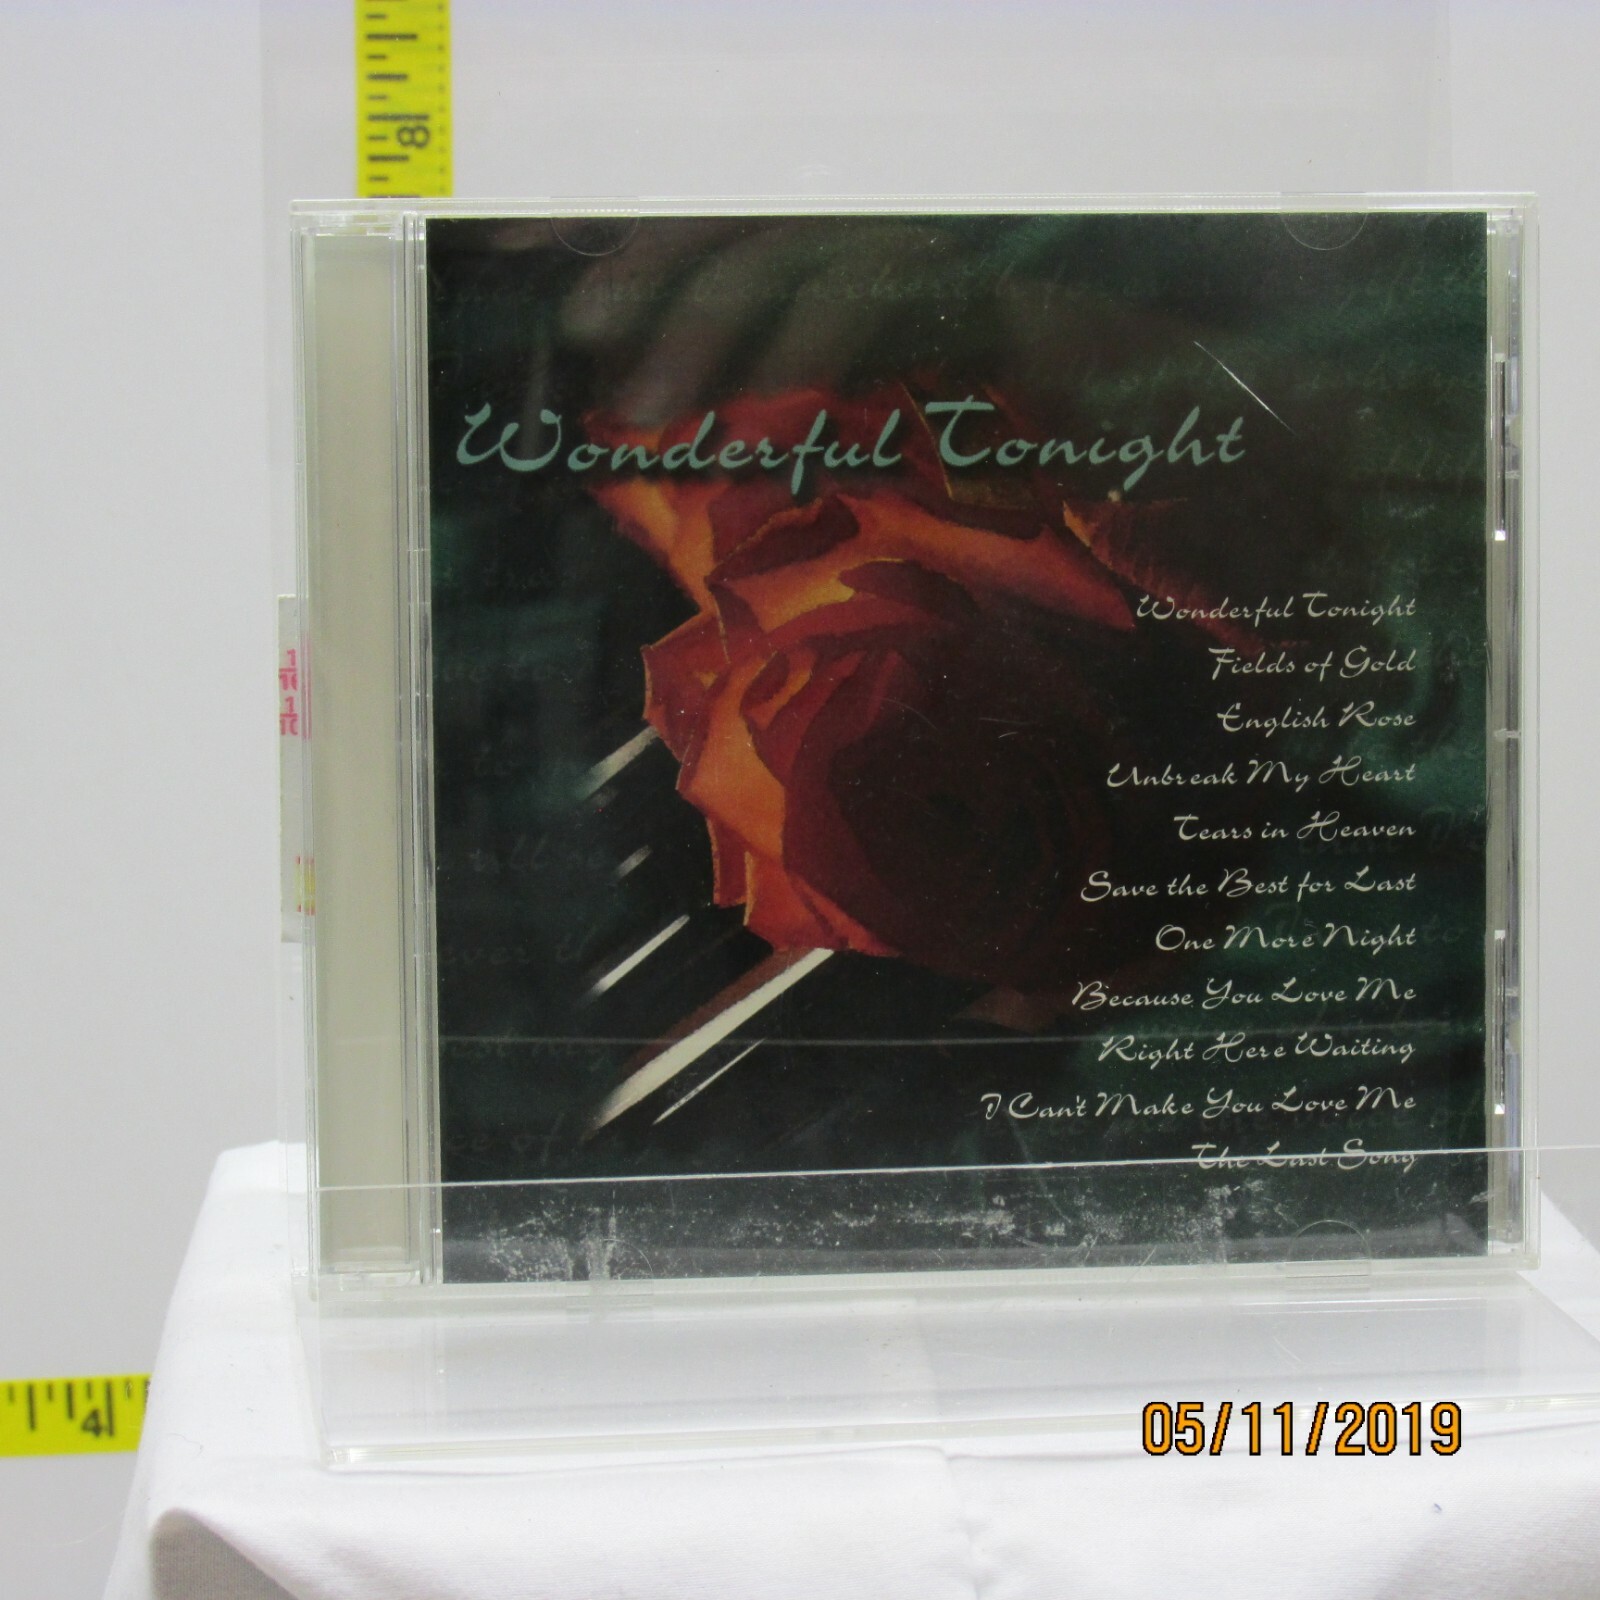 8
Wonderful Tonight
Wonderful Tonight
Fields of Gold
English Rose
Unbreak My Heart
Tears in Heaven
Save the Best for Last
One More Night
Because You Love Me
Right Here Waiting
I Can't Make You Love Me
The Last Song
4
05/11/2019